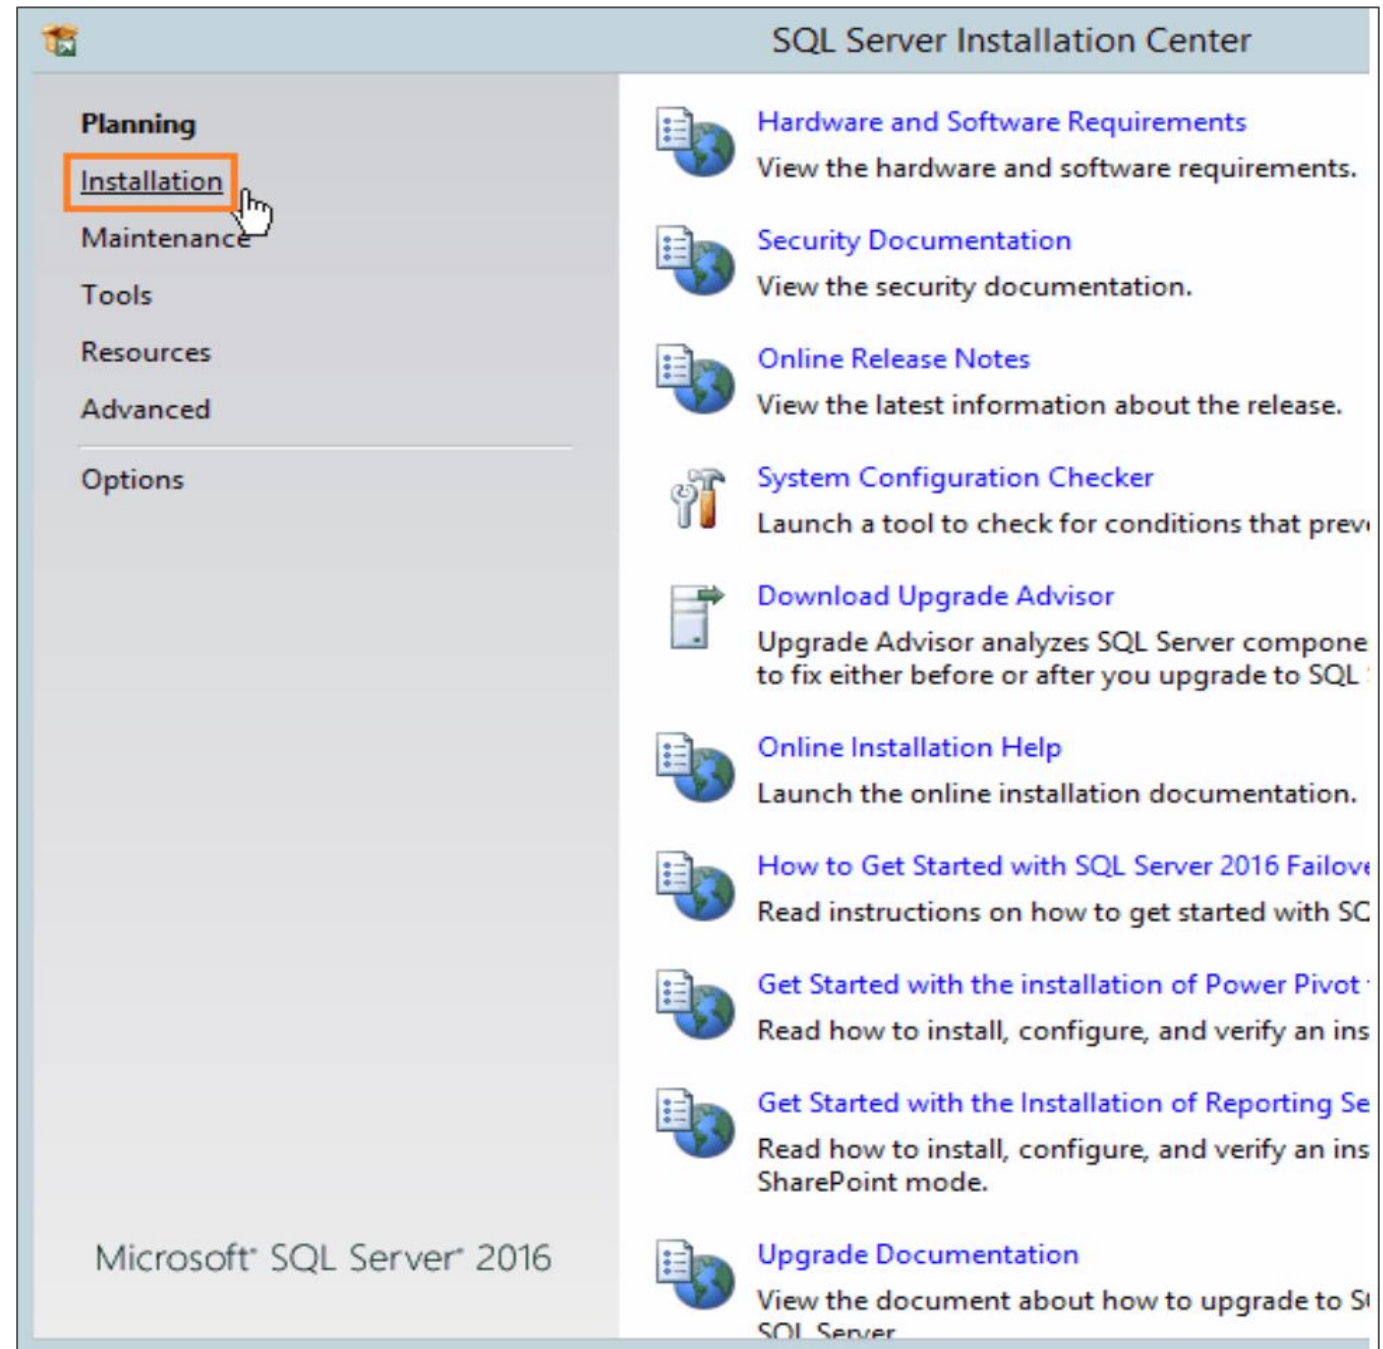 SQL Server Installation Center
Planning
Installation
Maintenance
Tools
Resources
Advanced
Options
Microsoft® SQL Server® 2016
Hardware and Software Requirements
View the hardware and software requirements.
Security Documentation
View the security documentation.
Online Release Notes
View the latest information about the release.
System Configuration Checker
Launch a tool to check for conditions that
Download Upgrade Advisor
Upgrade Advisor analyzes SQL Server
to fix either before or after you upgrade to SQL
Online Installation Help
Launch the online installation documentation.
How to Get Started with SQL Server 2016
Read instructions on how to get started with
Get Started with the installation of Power Pivot
Read how to install, configure, and verify an
Get Started with the Installation of Reporting
Read how to install, configure, and verify an
SharePoint mode.
Upgrade Documentation
View the document about how to upgrade to
SQL Server